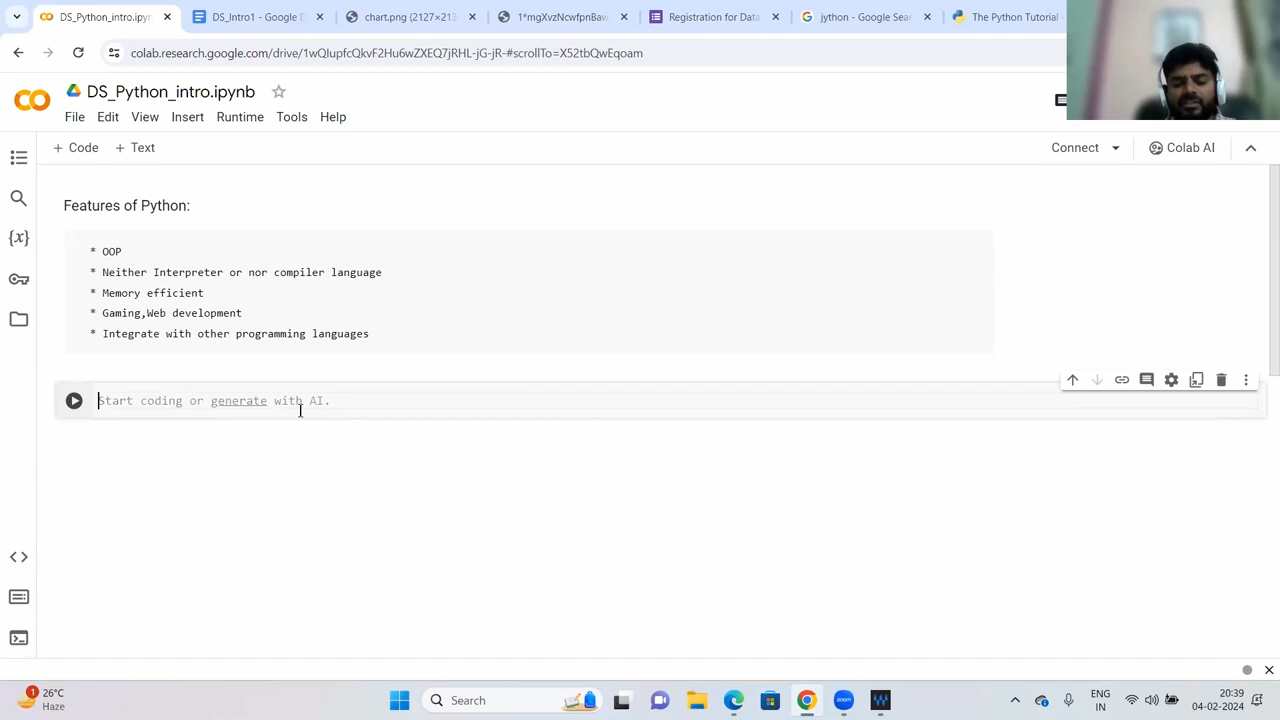 DS_Python_intro.ipynb
DS_Intro1 - Google D
chart.png (2127×213
1*mgXvzNcwfpnBaw
Registration for Data
jython - Google Sea
The Python Tutorial
colab.research.google.com/drive/1wQlupfcQkvF2Hu6wZXEQ7jRHL-jG-jR-#scrollTo=X52tbQwEqoam
DS_Python_intro.ipynb
File Edit View Insert Runtime Tools Help
+ Code + Text
Connect
Colab AI
Features of Python:
* OOP
* Neither Interpreter or nor compiler language
* Memory efficient
* Gaming,Web development
* Integrate with other programming languages
Start coding or generate with AI.
1
26°C
Haze
Search
zoom
ENG
IN
20:39
04-02-2024